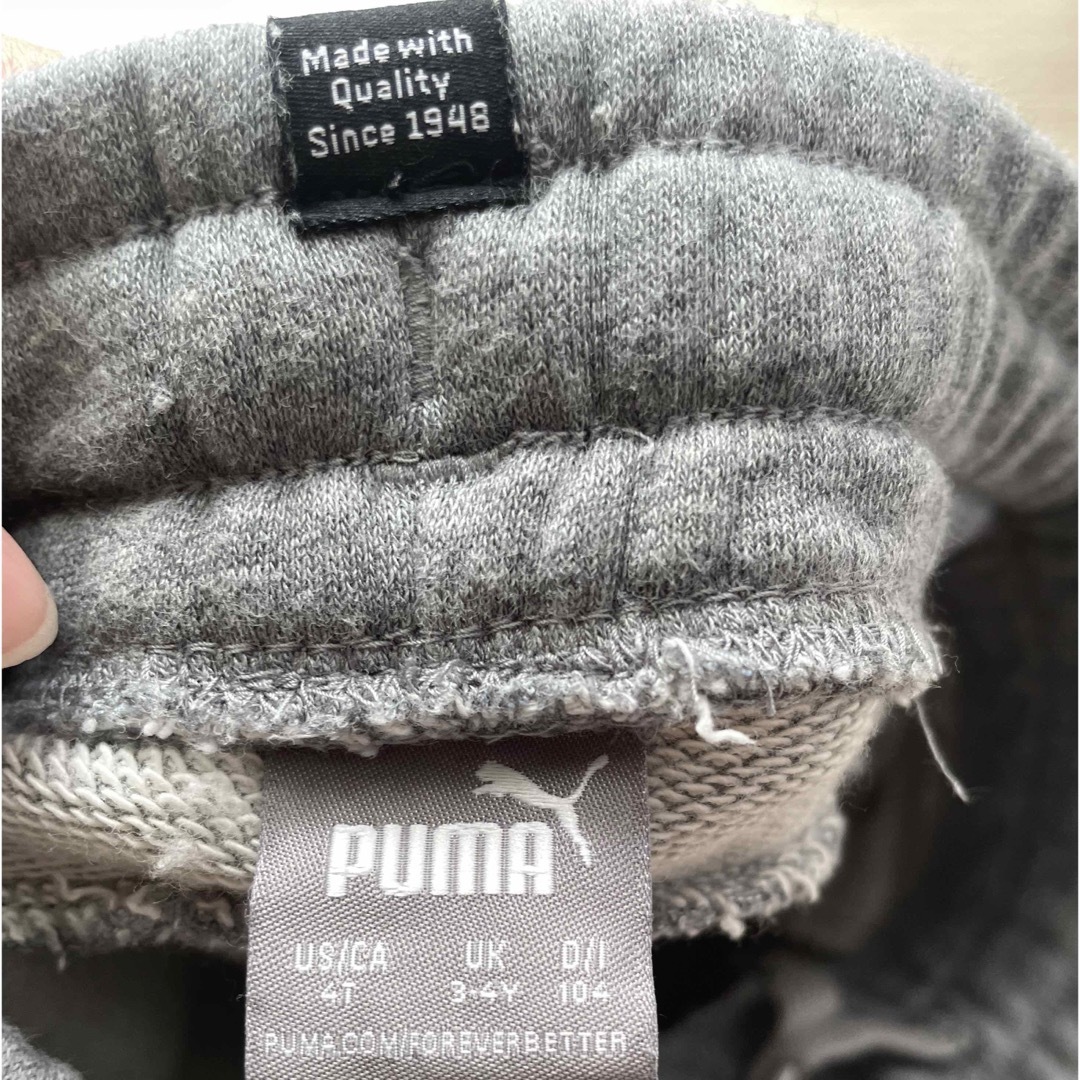 Made with
Quality
Since 1948
PUMA
US/CA UK D/I
4T 3-4Y 104
PUMA.COM/FOREVERBETTER